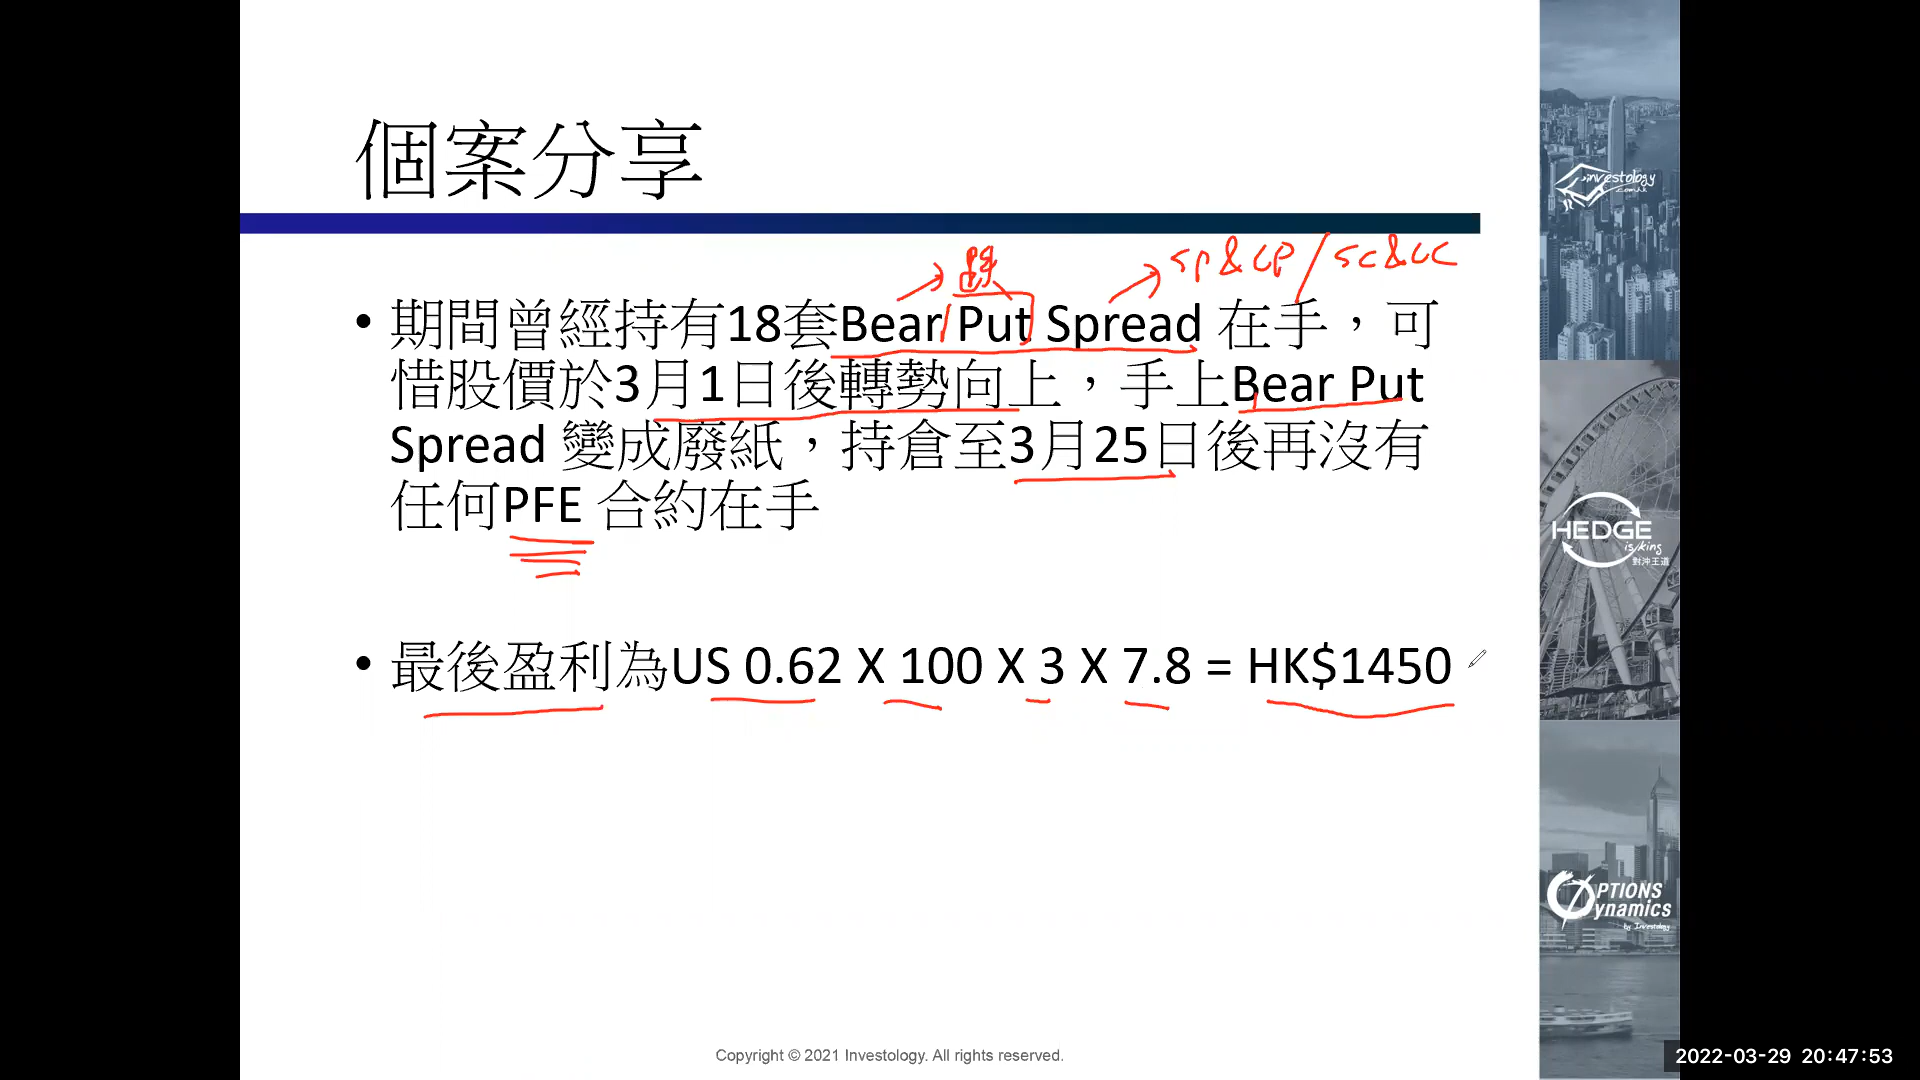 個案分享
跌
SP&LP/SC&LC
• 期間曾經持有18套Bear Put Spread 在手，可
惜股價於3月1日後轉勢向上，手上Bear Put
Spread 變成廢紙，持倉至3月25日後再沒有
任何PFE 合約在手
• 最後盈利為US 0.62 X 100 X 3 X 7.8 = HK$1450
investology
.com.hk
HEDGE
is king
對沖王道
OPTIONS
Dynamics
by Investology
Copyright © 2021 Investology. All rights reserved.
2022-03-29 20:47:53